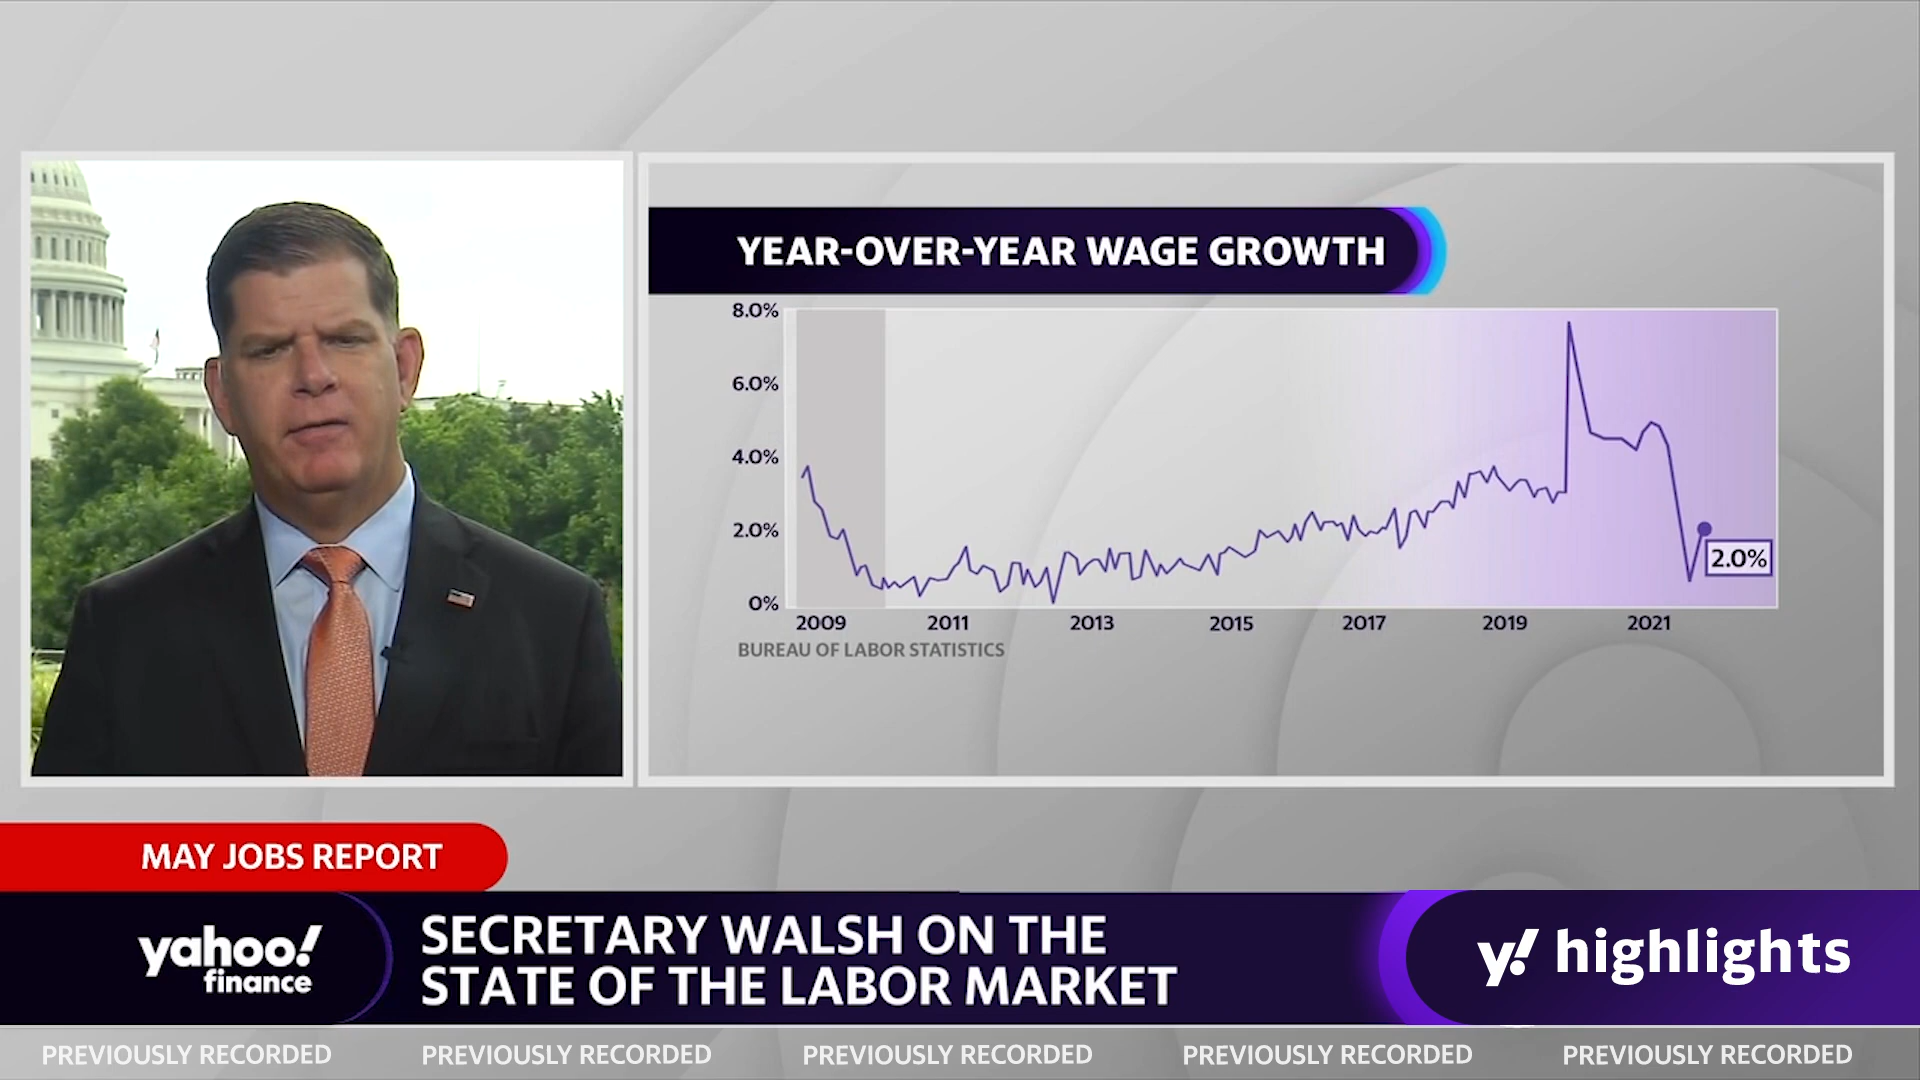 YEAR-OVER-YEAR WAGE GROWTH
8.0%
6.0%
4.0%
2.0%
0%
2.0%
2009 2011 2013 2015 2017 2019 2021
BUREAU OF LABOR STATISTICS
MAY JOBS REPORT
yahoo!
finance
SECRETARY WALSH ON THE
STATE OF THE LABOR MARKET
y! highlights
PREVIOUSLY RECORDED PREVIOUSLY RECORDED PREVIOUSLY RECORDED PREVIOUSLY RECORDED PREVIOUSLY RECORDED